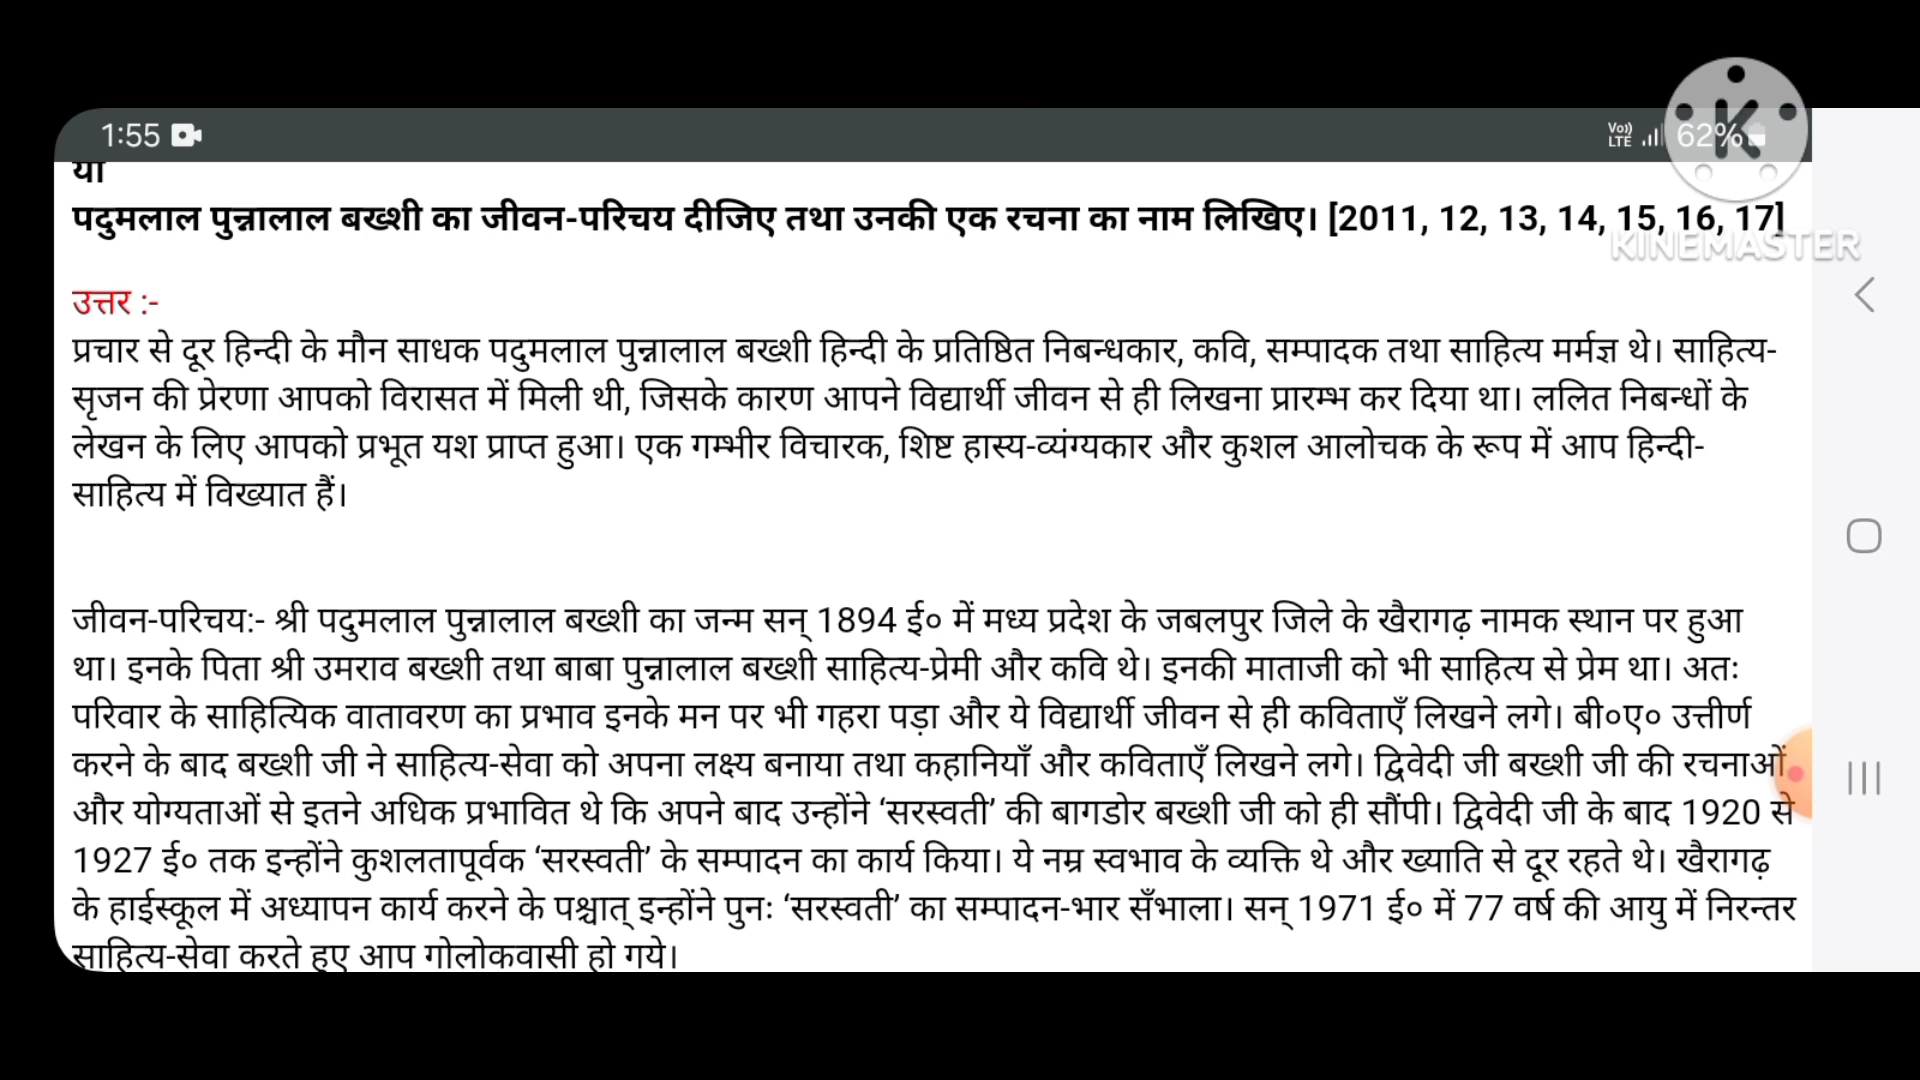 1:55
Vo)) LTE 62%
K
KINEMASTER
या
पदुमलाल पुन्नालाल बख्शी का जीवन-परिचय दीजिए तथा उनकी एक रचना का नाम लिखिए। [2011, 12, 13, 14, 15, 16, 17]
उत्तर :-
प्रचार से दूर हिन्दी के मौन साधक पदुमलाल पुन्नालाल बख्शी हिन्दी के प्रतिष्ठित निबन्धकार, कवि, सम्पादक तथा साहित्य मर्मज्ञ थे। साहित्य-
सृजन की प्रेरणा आपको विरासत में मिली थी, जिसके कारण आपने विद्यार्थी जीवन से ही लिखना प्रारम्भ कर दिया था। ललित निबन्धों के
लेखन के लिए आपको प्रभूत यश प्राप्त हुआ। एक गम्भीर विचारक, शिष्ट हास्य-व्यंग्यकार और कुशल आलोचक के रूप में आप हिन्दी-
साहित्य में विख्यात हैं।
जीवन-परिचय:- श्री पदुमलाल पुन्नालाल बख्शी का जन्म सन् 1894 ई० में मध्य प्रदेश के जबलपुर जिले के खैरागढ़ नामक स्थान पर हुआ
था। इनके पिता श्री उमराव बख्शी तथा बाबा पुन्नालाल बख्शी साहित्य-प्रेमी और कवि थे। इनकी माताजी को भी साहित्य से प्रेम था। अतः
परिवार के साहित्यिक वातावरण का प्रभाव इनके मन पर भी गहरा पड़ा और ये विद्यार्थी जीवन से ही कविताएँ लिखने लगे। बी०ए० उत्तीर्ण
करने के बाद बख्शी जी ने साहित्य-सेवा को अपना लक्ष्य बनाया तथा कहानियाँ और कविताएँ लिखने लगे। द्विवेदी जी बख्शी जी की रचनाओं
और योग्यताओं से इतने अधिक प्रभावित थे कि अपने बाद उन्होंने ‘सरस्वती’ की बागडोर बख्शी जी को ही सौंपी। द्विवेदी जी के बाद 1920 से
1927 ई० तक इन्होंने कुशलतापूर्वक ‘सरस्वती’ के सम्पादन का कार्य किया। ये नम्र स्वभाव के व्यक्ति थे और ख्याति से दूर रहते थे। खैरागढ़
के हाईस्कूल में अध्यापन कार्य करने के पश्चात् इन्होंने पुनः ‘सरस्वती’ का सम्पादन-भार सँभाला। सन् 1971 ई० में 77 वर्ष की आयु में निरन्तर
साहित्य-सेवा करते हुए आप गोलोकवासी हो गये।